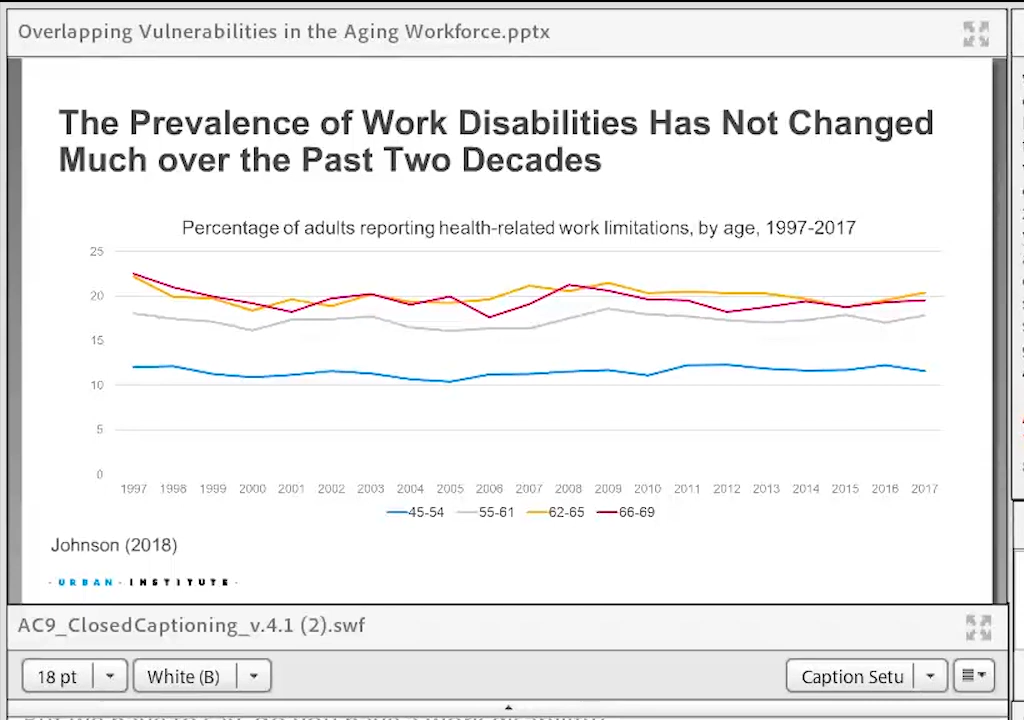 Overlapping Vulnerabilities in the Aging Workforce.pptx
The Prevalence of Work Disabilities Has Not Changed
Much over the Past Two Decades
Percentage of adults reporting health-related work limitations, by age, 1997-2017
25
20
15
10
5
0
1997 1998 1999 2000 2001 2002 2003 2004 2005 2006 2007 2008 2009 2010 2011 2012 2013 2014 2015 2016 2017
45-54 55-61 62-65 66-69
Johnson (2018)
· URBAN · INSTITUTE ·
AC9_ClosedCaptioning_v.4.1 (2).swf
18 pt White (B) Caption Setu